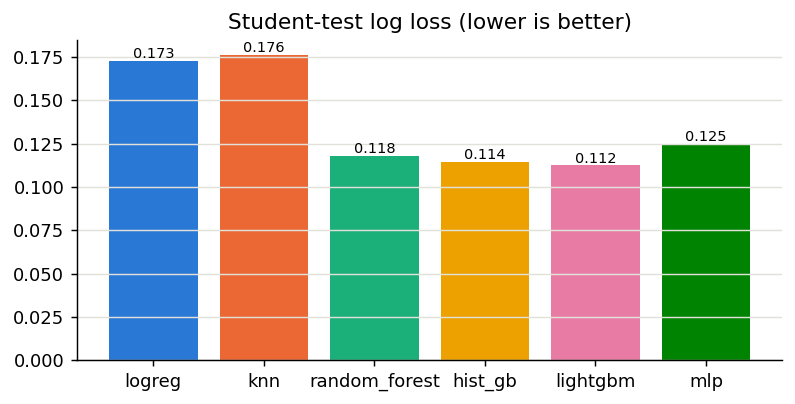 Student-test log loss (lower is better)
0.175
0.150
0.125
0.100
0.075
0.050
0.025
0.000
0.173
0.176
0.118
0.114
0.112
0.125
logreg
knn
random_forest
hist_gb
lightgbm
mlp